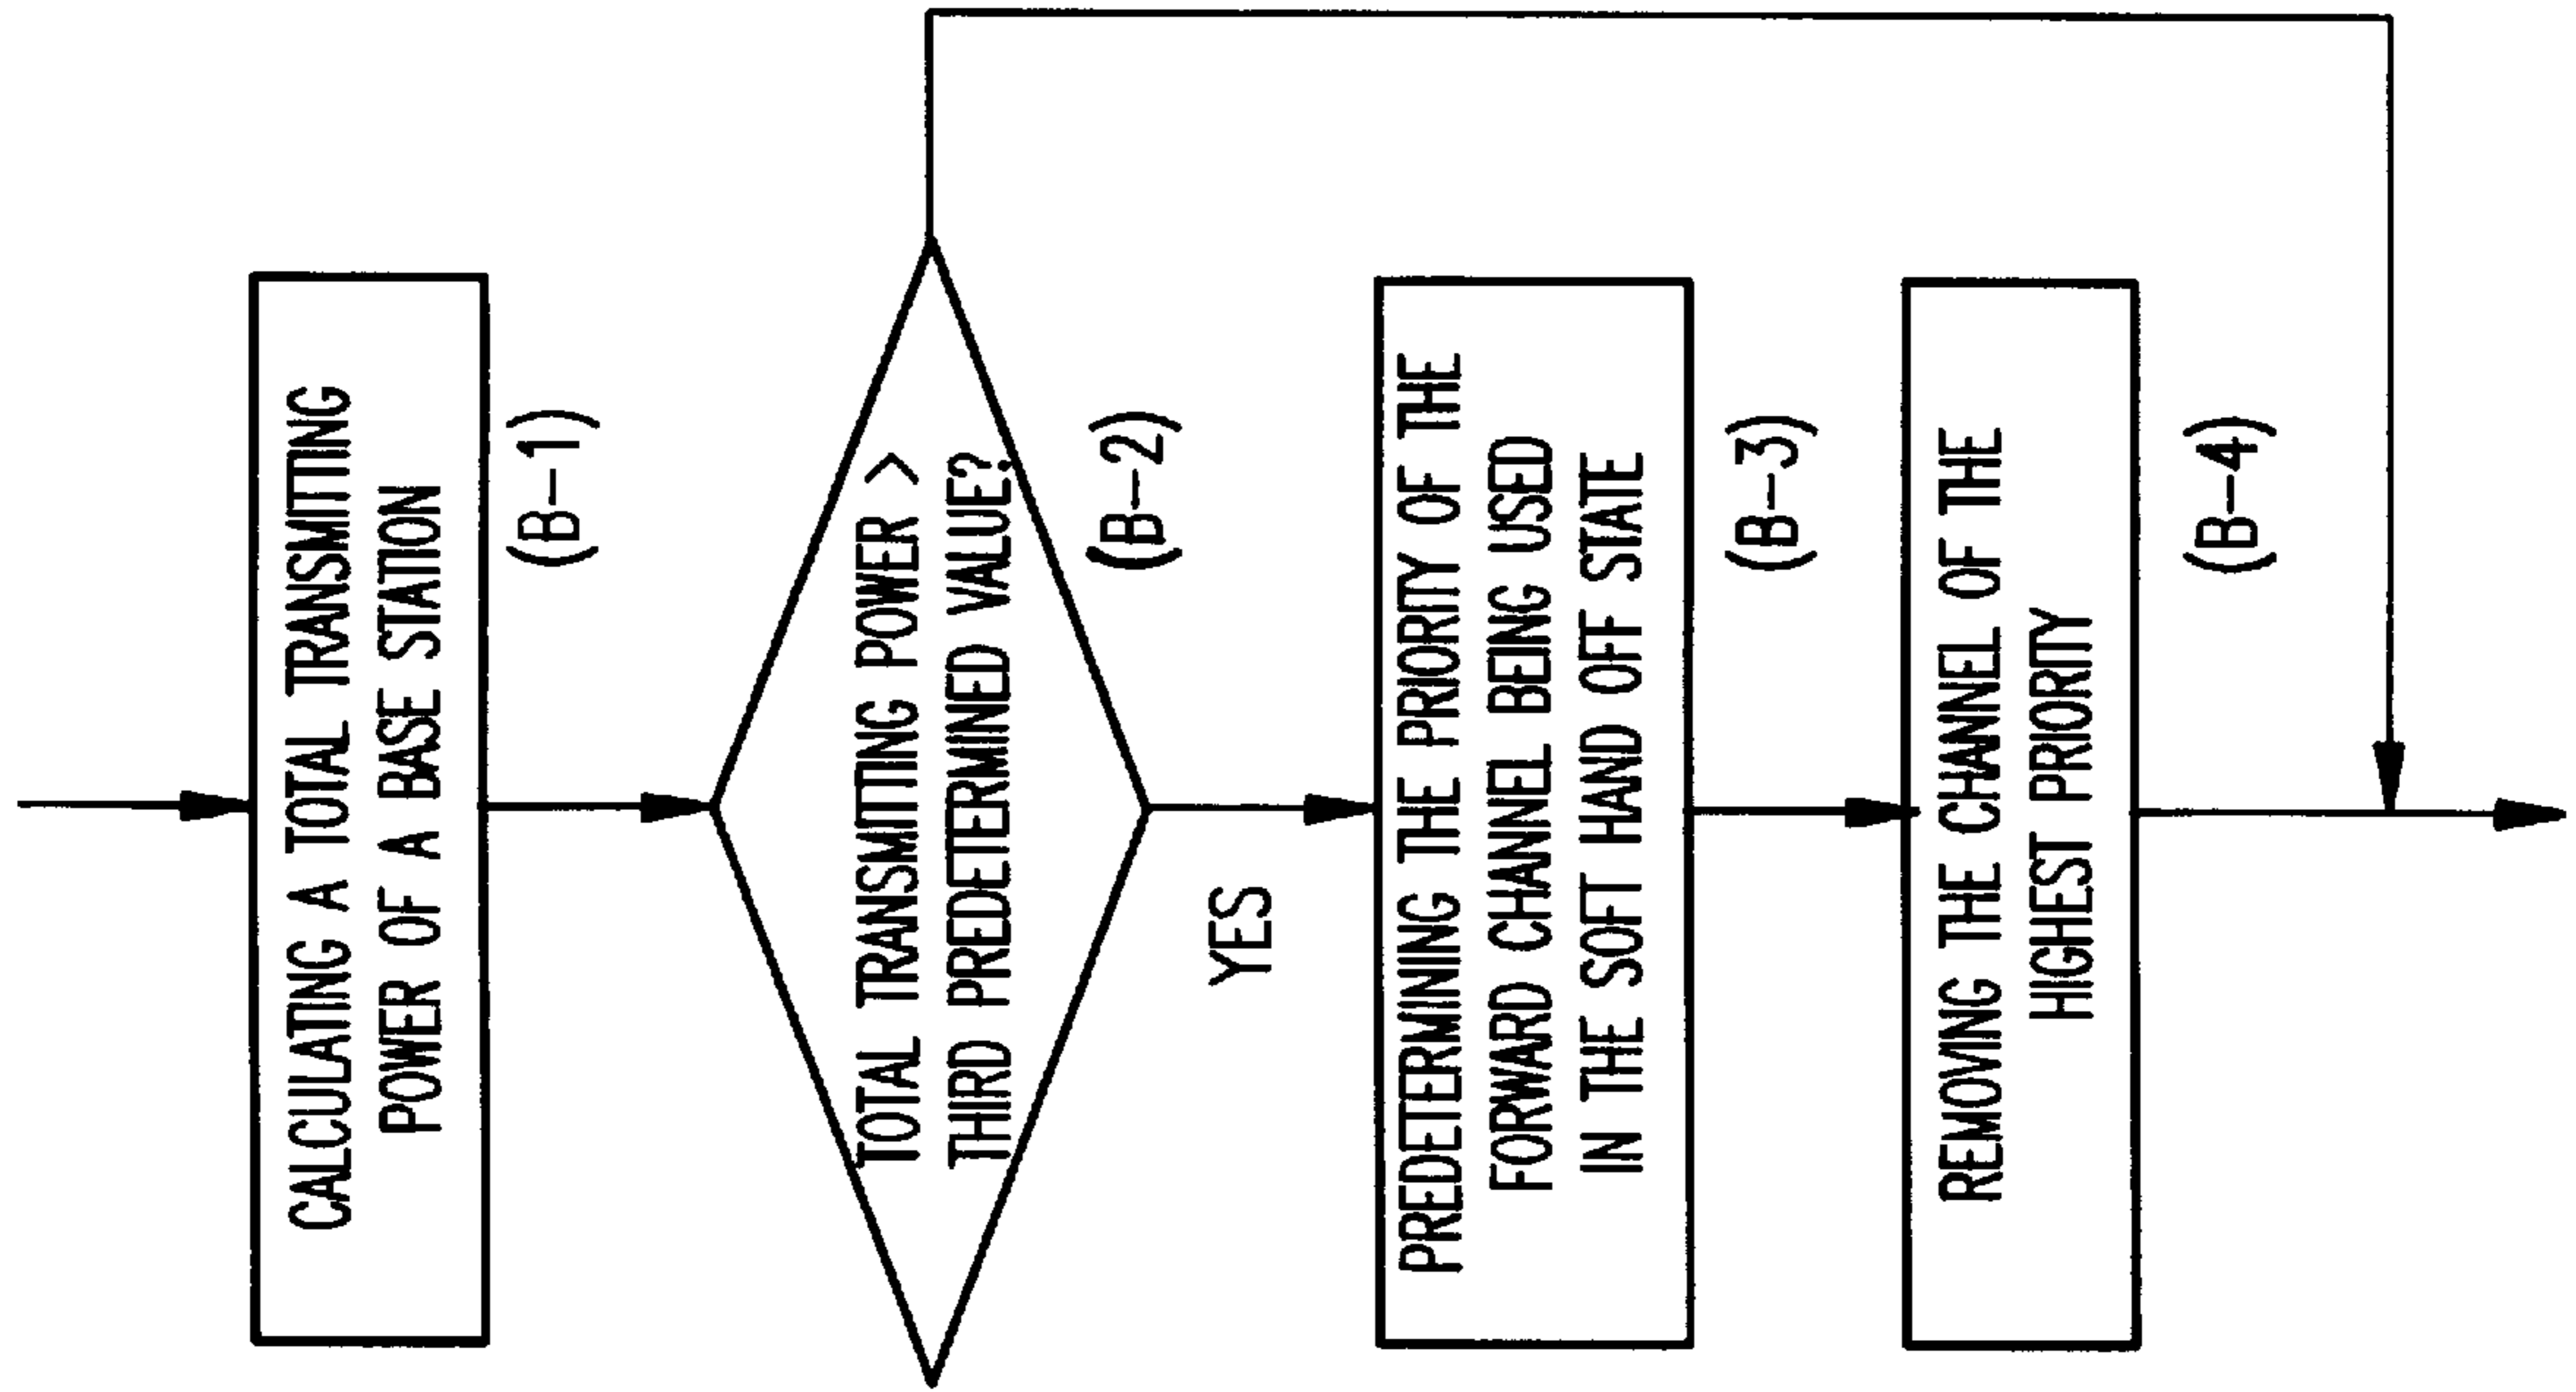 CALCULATING A TOTAL TRANSMITTING
POWER OF A BASE STATION
(B-1)
TOTAL TRANSMITTING POWER >
THIRD PREDETERMINED VALUE?
(B-2)
YES
PREDETERMINING THE PRIORITY OF THE
FORWARD CHANNEL BEING USED
IN THE SOFT HAND OFF STATE
(B-3)
REMOVING THE CHANNEL OF THE
HIGHEST PRIORITY
(B-4)